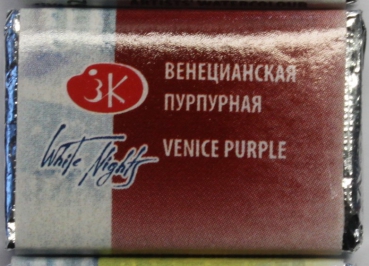 ЗК
ВЕНЕЦИАНСКАЯ
ПУРПУРНАЯ
White Nights
VENICE PURPLE